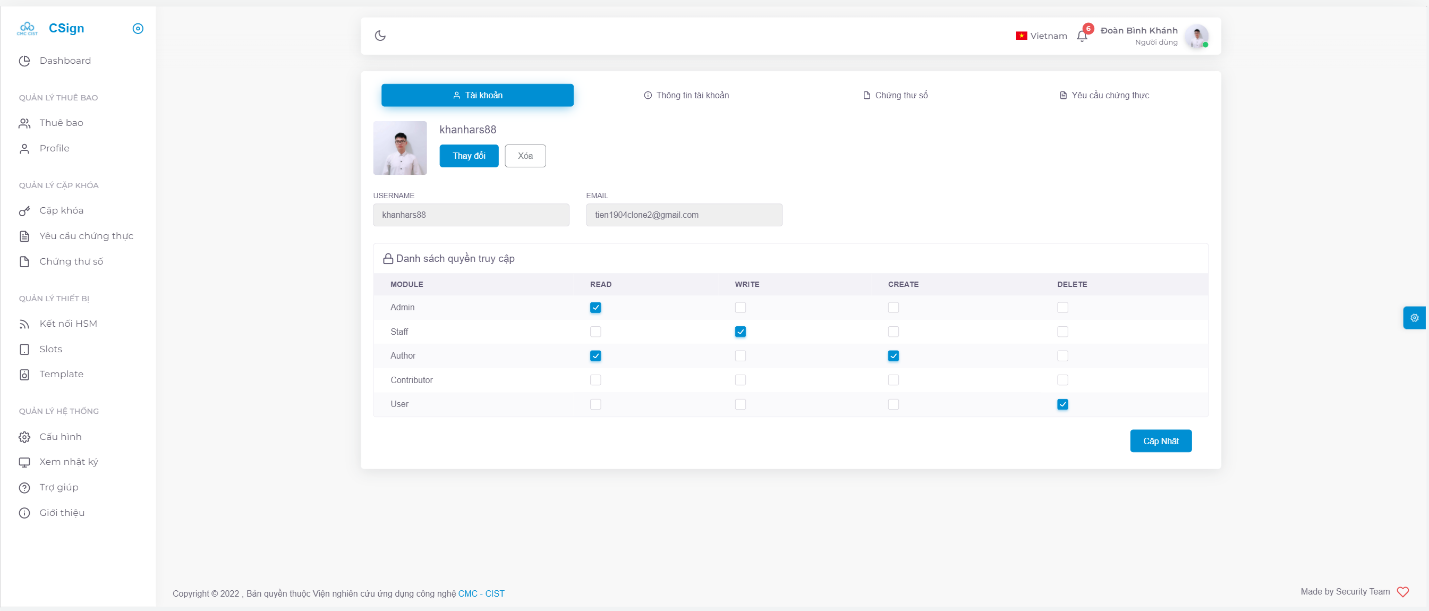 CMC-CIST
CSign
Dashboard
QUẢN LÝ THUÊ BAO
Thuê bao
Profile
QUẢN LÝ CẶP KHÓA
Cặp khóa
Yêu cầu chứng thực
Chứng thư số
QUẢN LÝ THIẾT BỊ
Kết nối HSM
Slots
Template
QUẢN LÝ HỆ THỐNG
Cấu hình
Xem nhật ký
Trợ giúp
Giới thiệu
Vietnam
6
Đoàn Bình Khánh
Người dùng
Tài khoản
Thông tin tài khoản
Chứng thư số
Yêu cầu chứng thực
khanhars88
Thay đổi
Xóa
USERNAME
EMAIL
khanhars88
tien1904clone2@gmail.com
Danh sách quyền truy cập
MODULE READ WRITE CREATE DELETE
Admin
Staff
Author
Contributor
User
Cập Nhật
Copyright © 2022 , Bản quyền thuộc Viện nghiên cứu ứng dụng công nghệ CMC - CIST
Made by Security Team